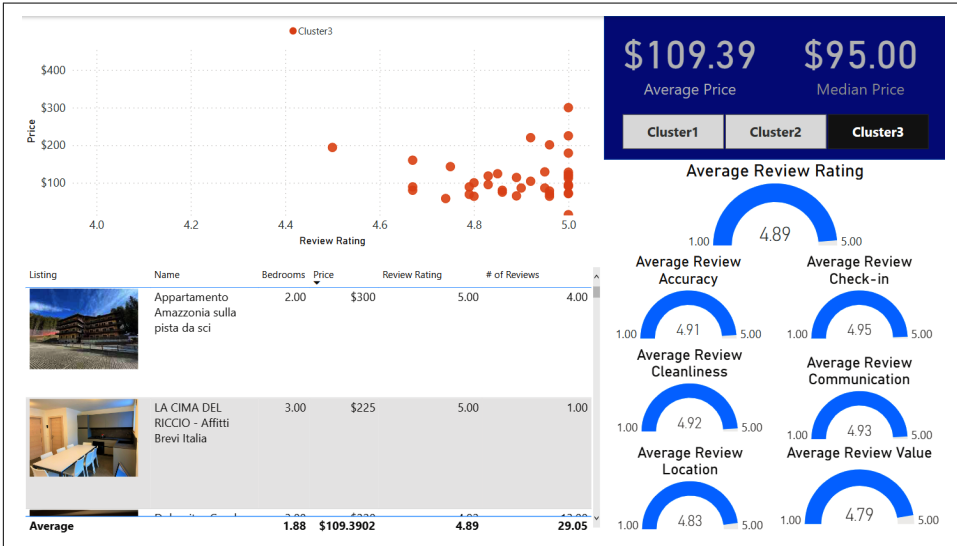 Cluster3
$400
$300
$200
$100
Price
4.0 4.2 4.4 4.6 4.8 5.0
Review Rating
$109.39 $95.00
Average Price Median Price
Cluster1 Cluster2 Cluster3
Average Review Rating
1.00 4.89 5.00
Average Review Accuracy
1.00 4.91 5.00
Average Review Check-in
1.00 4.95 5.00
Average Review Cleanliness
1.00 4.92 5.00
Average Review Communication
1.00 4.93 5.00
Average Review Location
1.00 4.83 5.00
Average Review Value
1.00 4.79 5.00
Listing Name Bedrooms Price Review Rating # of Reviews
Appartamento 2.00 $300 5.00 4.00
Amazzonia sulla
pista da sci
LA CIMA DEL 3.00 $225 5.00 1.00
RICCIO - Affitti
Brevi Italia
Average 1.88 $109.3902 4.89 29.05